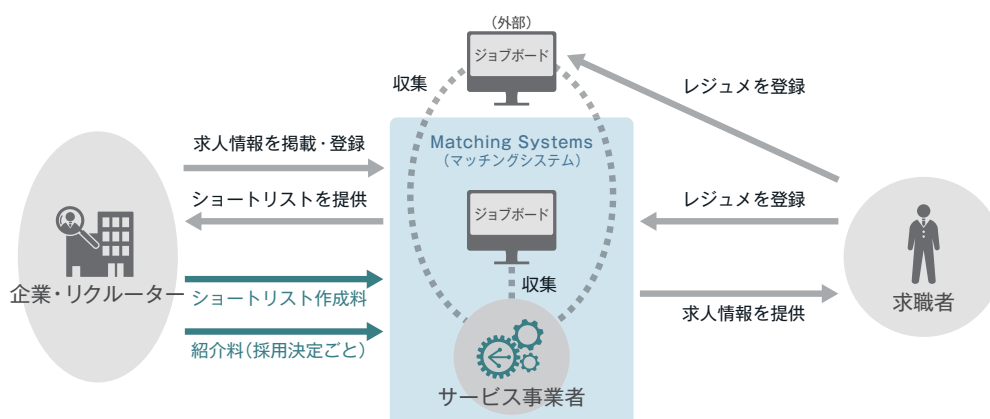 （外部）
ジョブボード
収集
レジュメを登録
Matching Systems
（マッチングシステム）
求人情報を掲載・登録
ショートリストを提供
レジュメを登録
ジョブボード
収集
企業・リクルーター
ショートリスト作成料
求人情報を提供
求職者
紹介料（採用決定ごと）
サービス事業者